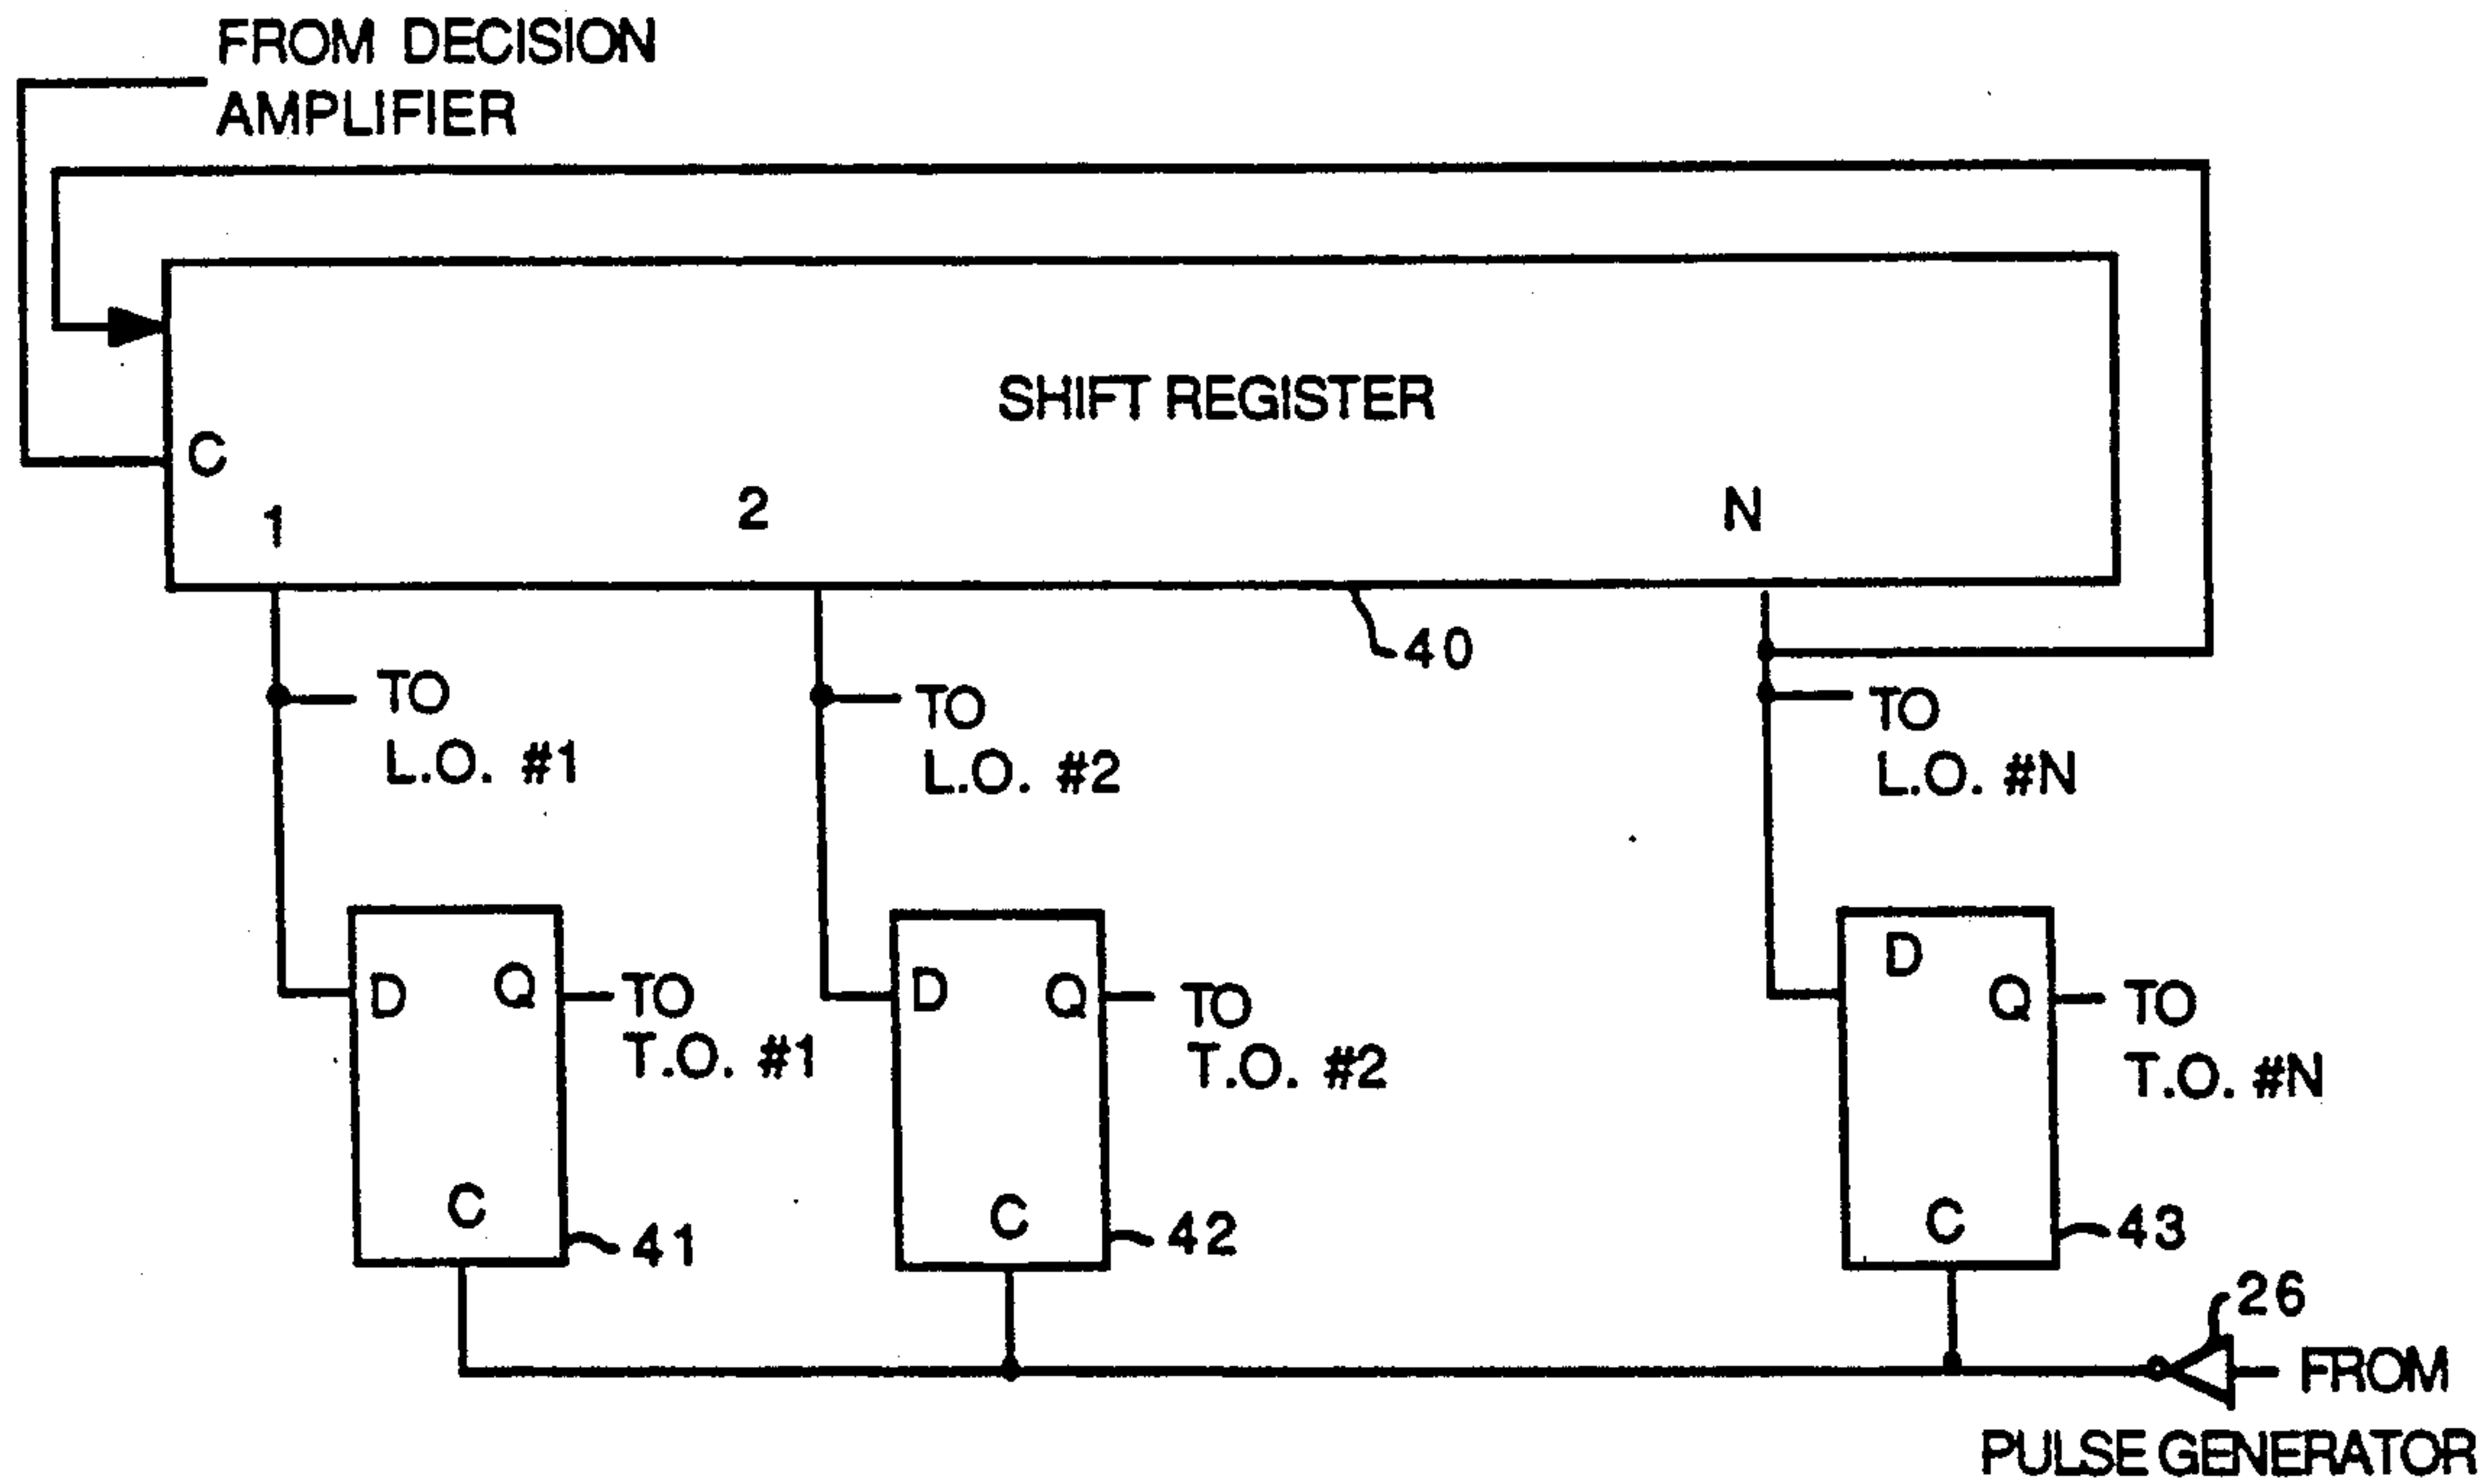 FROM DECISION
AMPLIFIER
SHIFT REGISTER
C
1
2
N
40
TO
L.O. #1
TO
L.O. #2
TO
L.O. #N
D
Q
TO
T.O. #1
C
41
D
Q
TO
T.O. #2
C
42
D
Q
TO
T.O. #N
C
43
26
FROM
PULSE GENERATOR